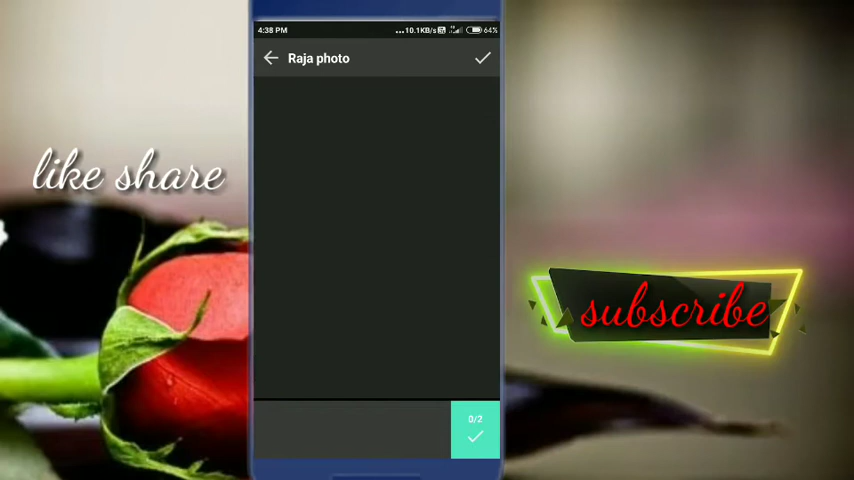 4:38 PM
...10.1KB/s
64%
Raja photo
like share
subscribe
0/2